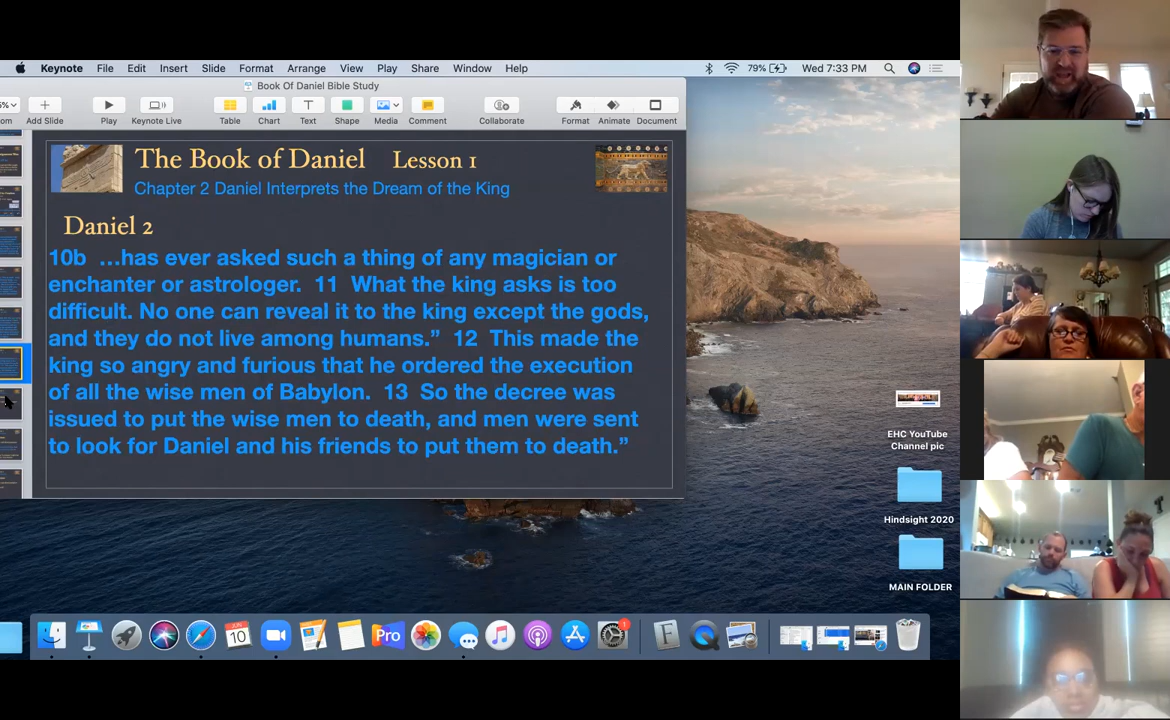 Keynote File Edit Insert Slide Format Arrange View Play Share Window Help 79% Wed 7:33 PM
Book Of Daniel Bible Study
Add Slide Play Keynote Live Table Chart Text Shape Media Comment Collaborate Format Animate Document
The Book of Daniel Lesson 1
Chapter 2 Daniel Interprets the Dream of the King
Daniel 2
10b …has ever asked such a thing of any magician or
enchanter or astrologer. 11 What the king asks is too
difficult. No one can reveal it to the king except the gods,
and they do not live among humans.” 12 This made the
king so angry and furious that he ordered the execution
of all the wise men of Babylon. 13 So the decree was
issued to put the wise men to death, and men were sent
to look for Daniel and his friends to put them to death.”
EHC YouTube
Channel pic
Hindsight 2020
MAIN FOLDER
JUN
10
Pro
1
F